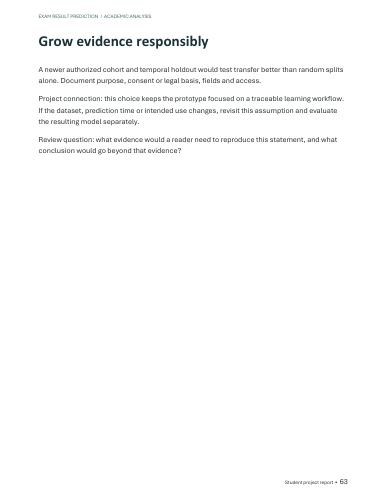 EXAM RESULT PREDICTION | ACADEMIC ANALYSIS
Grow evidence responsibly
A newer authorized cohort and temporal holdout would test transfer better than random splits
alone. Document purpose, consent or legal basis, fields and access.
Project connection: this choice keeps the prototype focused on a traceable learning workflow.
If the dataset, prediction time or intended use changes, revisit this assumption and evaluate
the resulting model separately.
Review question: what evidence would a reader need to reproduce this statement, and what
conclusion would go beyond that evidence?
Student project report • 63